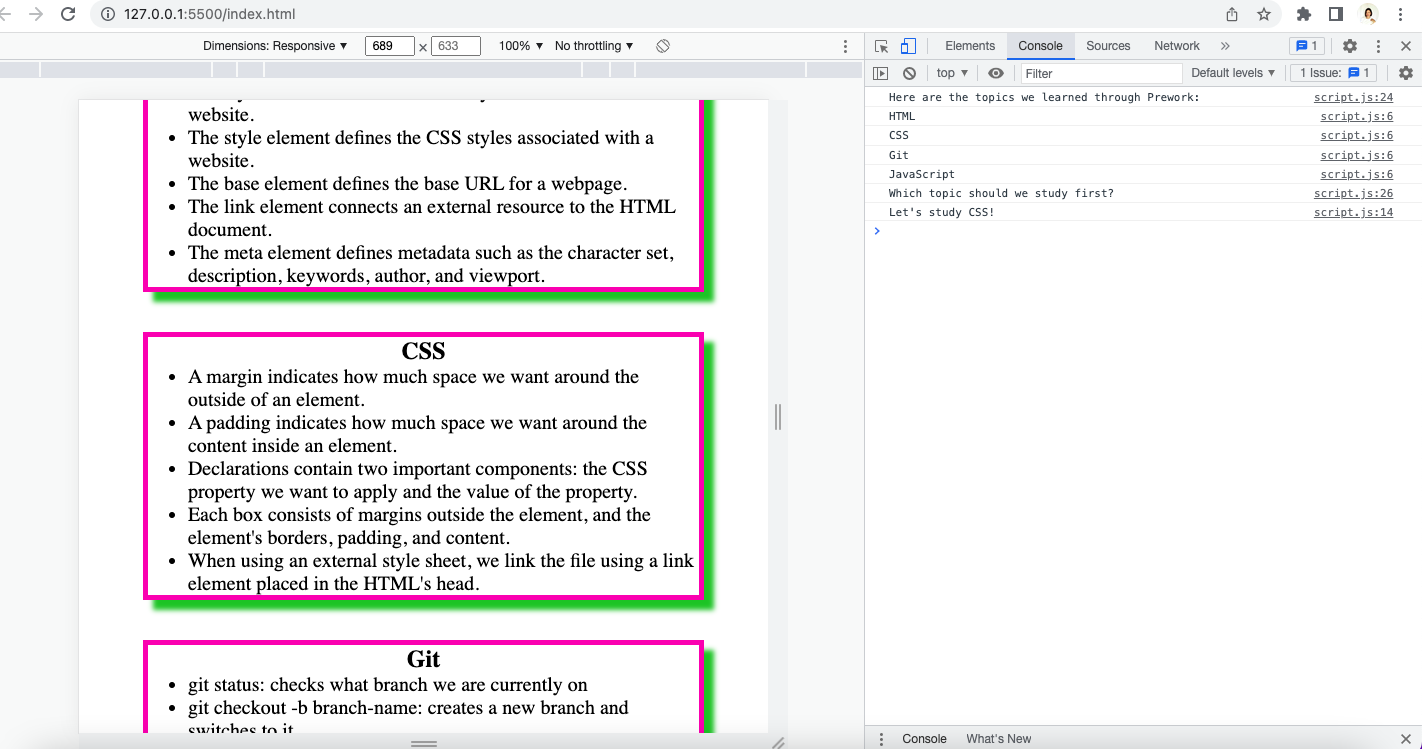 127.0.0.1:5500/index.html
Dimensions: Responsive ▼ 689 × 633 100% ▼ No throttling ▼
Elements Console Sources Network » 1
top ▼ Filter Default levels ▼ 1 Issue: 1
website.
• The style element defines the CSS styles associated with a
website.
• The base element defines the base URL for a webpage.
• The link element connects an external resource to the HTML
document.
• The meta element defines metadata such as the character set,
description, keywords, author, and viewport.
CSS
• A margin indicates how much space we want around the
outside of an element.
• A padding indicates how much space we want around the
content inside an element.
• Declarations contain two important components: the CSS
property we want to apply and the value of the property.
• Each box consists of margins outside the element, and the
element's borders, padding, and content.
• When using an external style sheet, we link the file using a link
element placed in the HTML's head.
Git
• git status: checks what branch we are currently on
• git checkout -b branch-name: creates a new branch and
switches to it
Here are the topics we learned through Prework: script.js:24
HTML script.js:6
CSS script.js:6
Git script.js:6
JavaScript script.js:6
Which topic should we study first? script.js:26
Let's study CSS! script.js:14
Console What's New